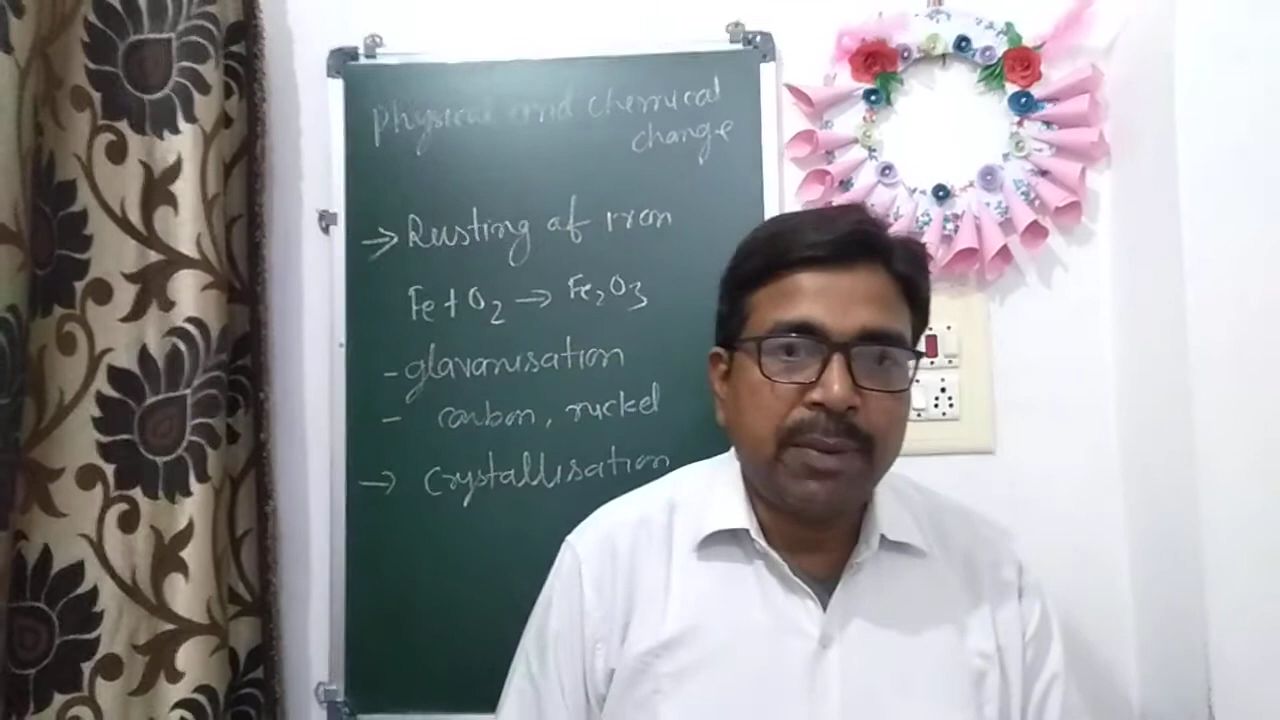 Physical and chemical
change
→ Rusting of iron
Fe + O₂ → Fe₂O₃
- glavanisation
- carbon, nickel
→ Crystallisation